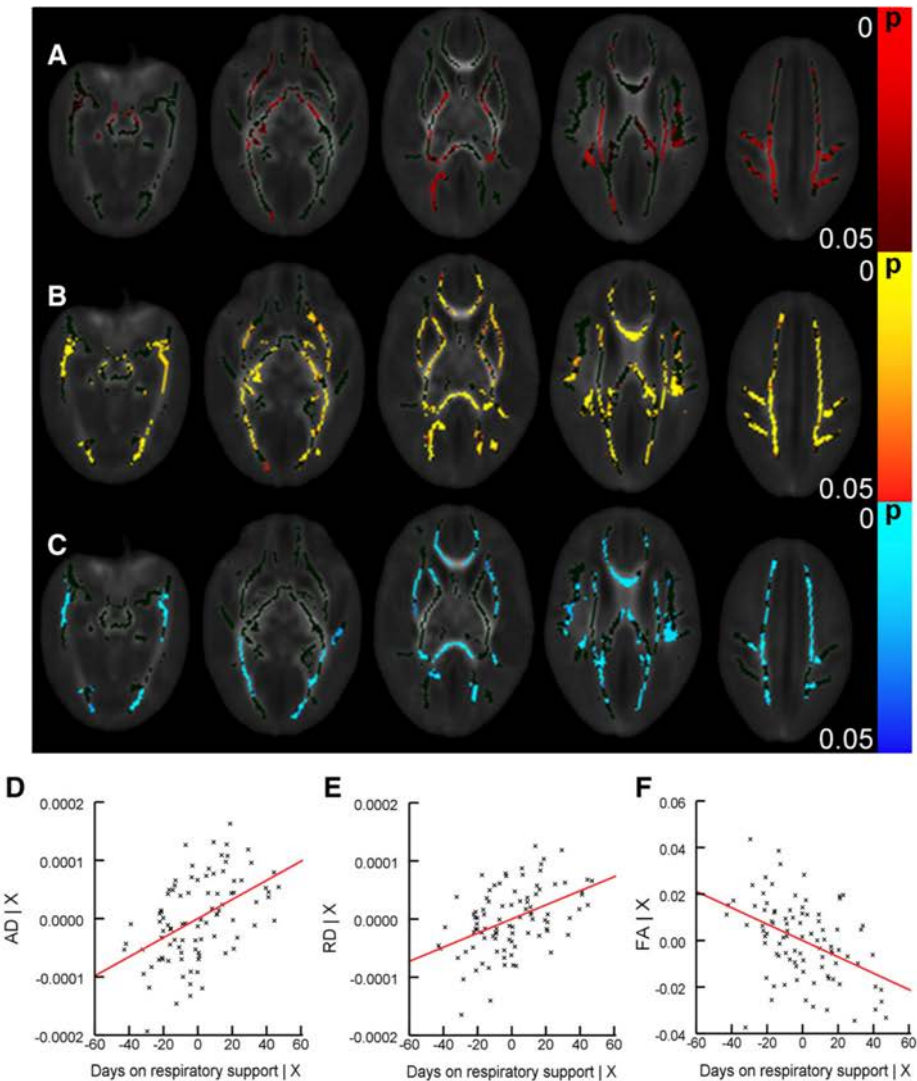 A
0
p
0.05
B
0
p
0.05
C
0
p
0.05
D
0.0002
0.0001
0.0000
-0.0001
-0.0002
AD | X
-60 -40 -20 0 20 40 60
Days on respiratory support | X
E
0.0002
0.0001
0.0000
-0.0001
-0.0002
RD | X
-60 -40 -20 0 20 40 60
Days on respiratory support | X
F
0.06
0.04
0.02
0.00
-0.02
-0.04
FA | X
-60 -40 -20 0 20 40 60
Days on respiratory support | X